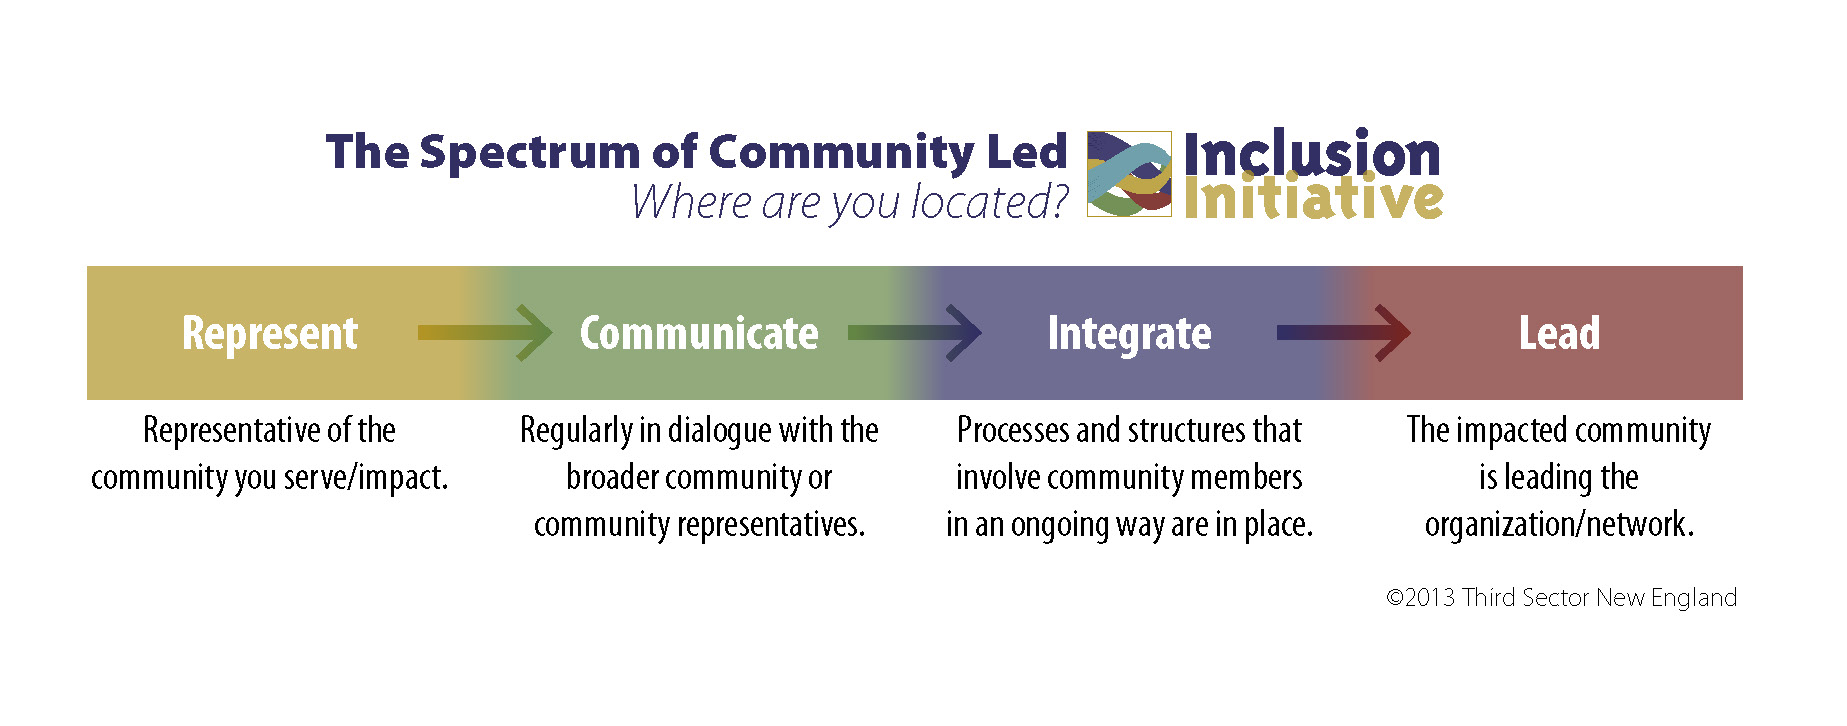 The Spectrum of Community Led
Where are you located?
Inclusion
Initiative
Represent
Communicate
Integrate
Lead
Representative of the
community you serve/impact.
Regularly in dialogue with the
broader community or
community representatives.
Processes and structures that
involve community members
in an ongoing way are in place.
The impacted community
is leading the
organization/network.
©2013 Third Sector New England